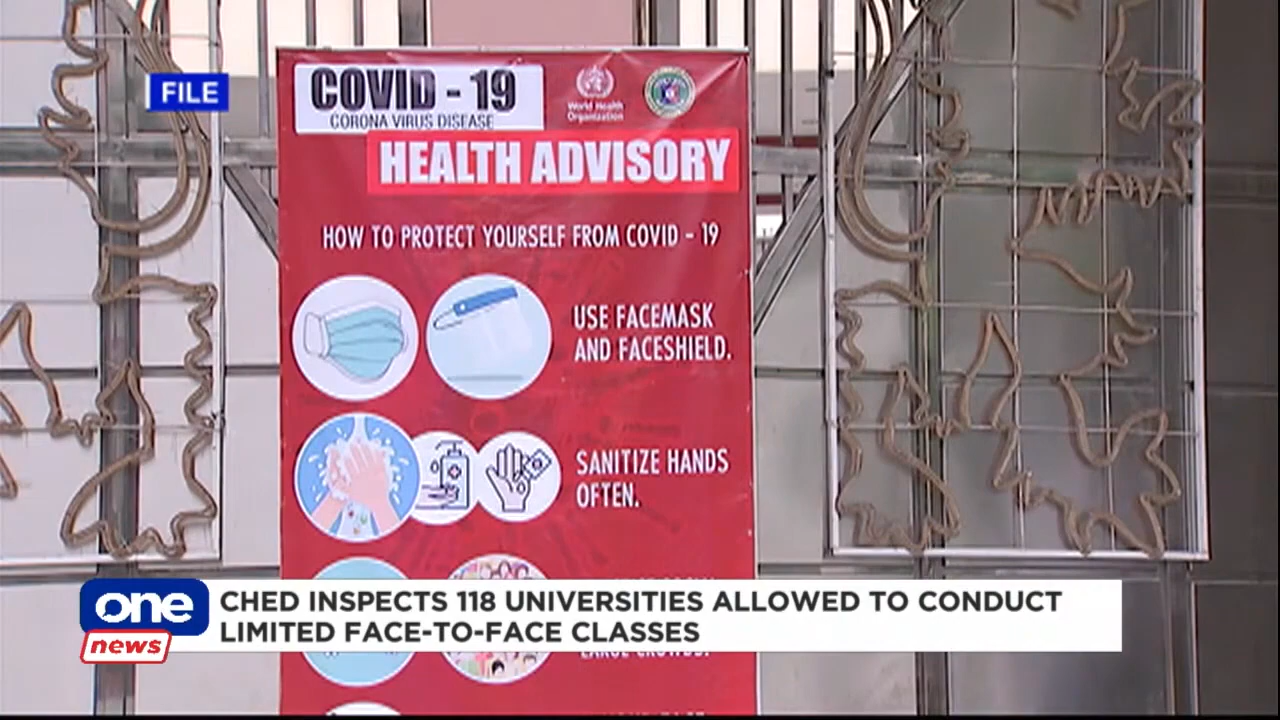 FILE
COVID - 19
CORONA VIRUS DISEASE
World Health
Organization
HEALTH ADVISORY
HOW TO PROTECT YOURSELF FROM COVID - 19
USE FACEMASK
AND FACESHIELD.
SANITIZE HANDS
OFTEN.
LARGE CROWDS.
one
news
CHED INSPECTS 118 UNIVERSITIES ALLOWED TO CONDUCT
LIMITED FACE-TO-FACE CLASSES